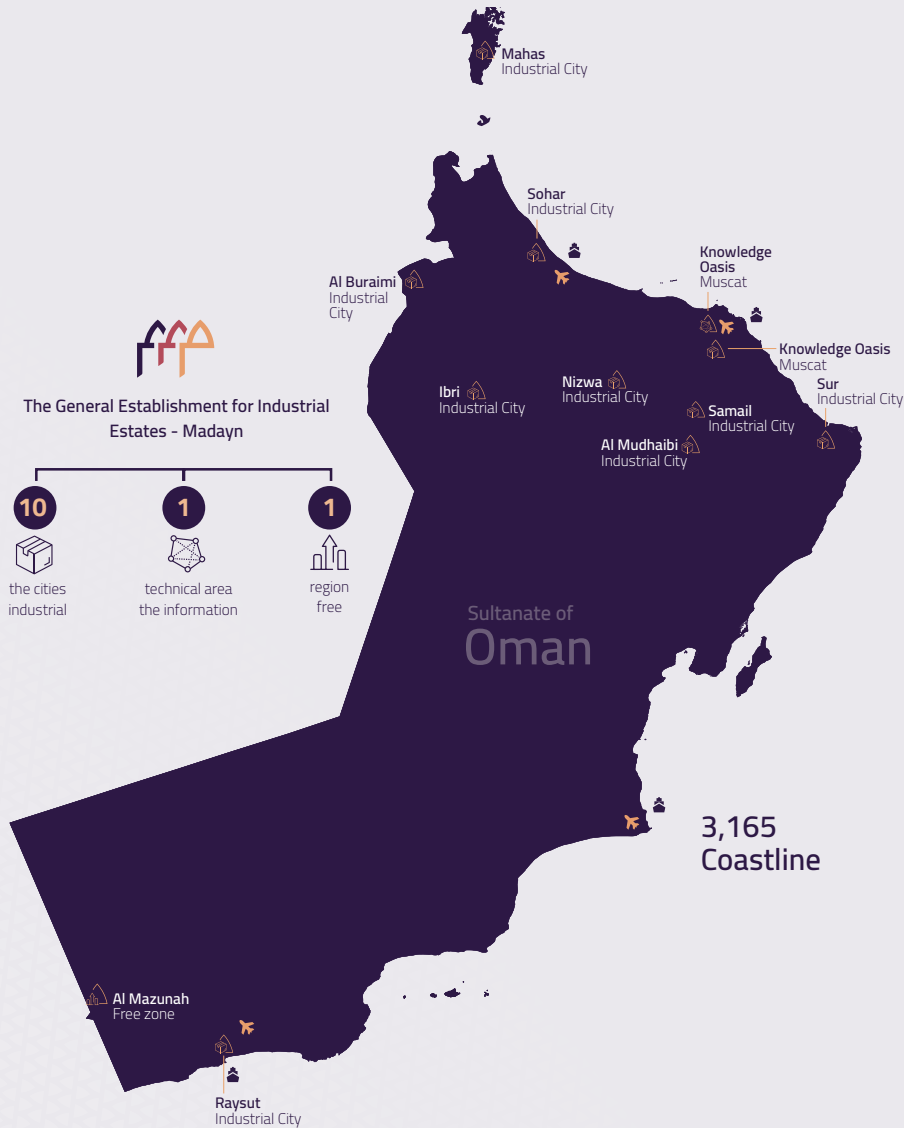 Mahas
Industrial City
Sohar
Industrial City
Knowledge
Oasis
Muscat
Al Buraimi
Industrial
City
Knowledge Oasis
Muscat
Sur
Industrial City
Ibri
Industrial City
Nizwa
Industrial City
Samail
Industrial City
Al Mudhaibi
Industrial City
The General Establishment for Industrial
Estates - Madayn
10
the cities
industrial
1
technical area
the information
1
region
free
Sultanate of
Oman
3,165
Coastline
Al Mazunah
Free zone
Raysut
Industrial City